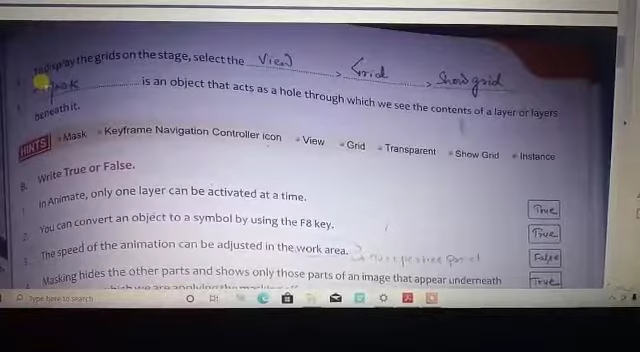 to display the grids on the stage, select the View > Grid > Show grid
Mask is an object that acts as a hole through which we see the contents of a layer or layers
beneath it.
HINTS • Mask • Keyframe Navigation Controller icon • View • Grid • Transparent • Show Grid • Instance
B. Write True or False.
1. In Animate, only one layer can be activated at a time. True
2. You can convert an object to a symbol by using the F8 key. True
3. The speed of the animation can be adjusted in the work area. False
4. Masking hides the other parts and shows only those parts of an image that appear underneath True
Type here to search